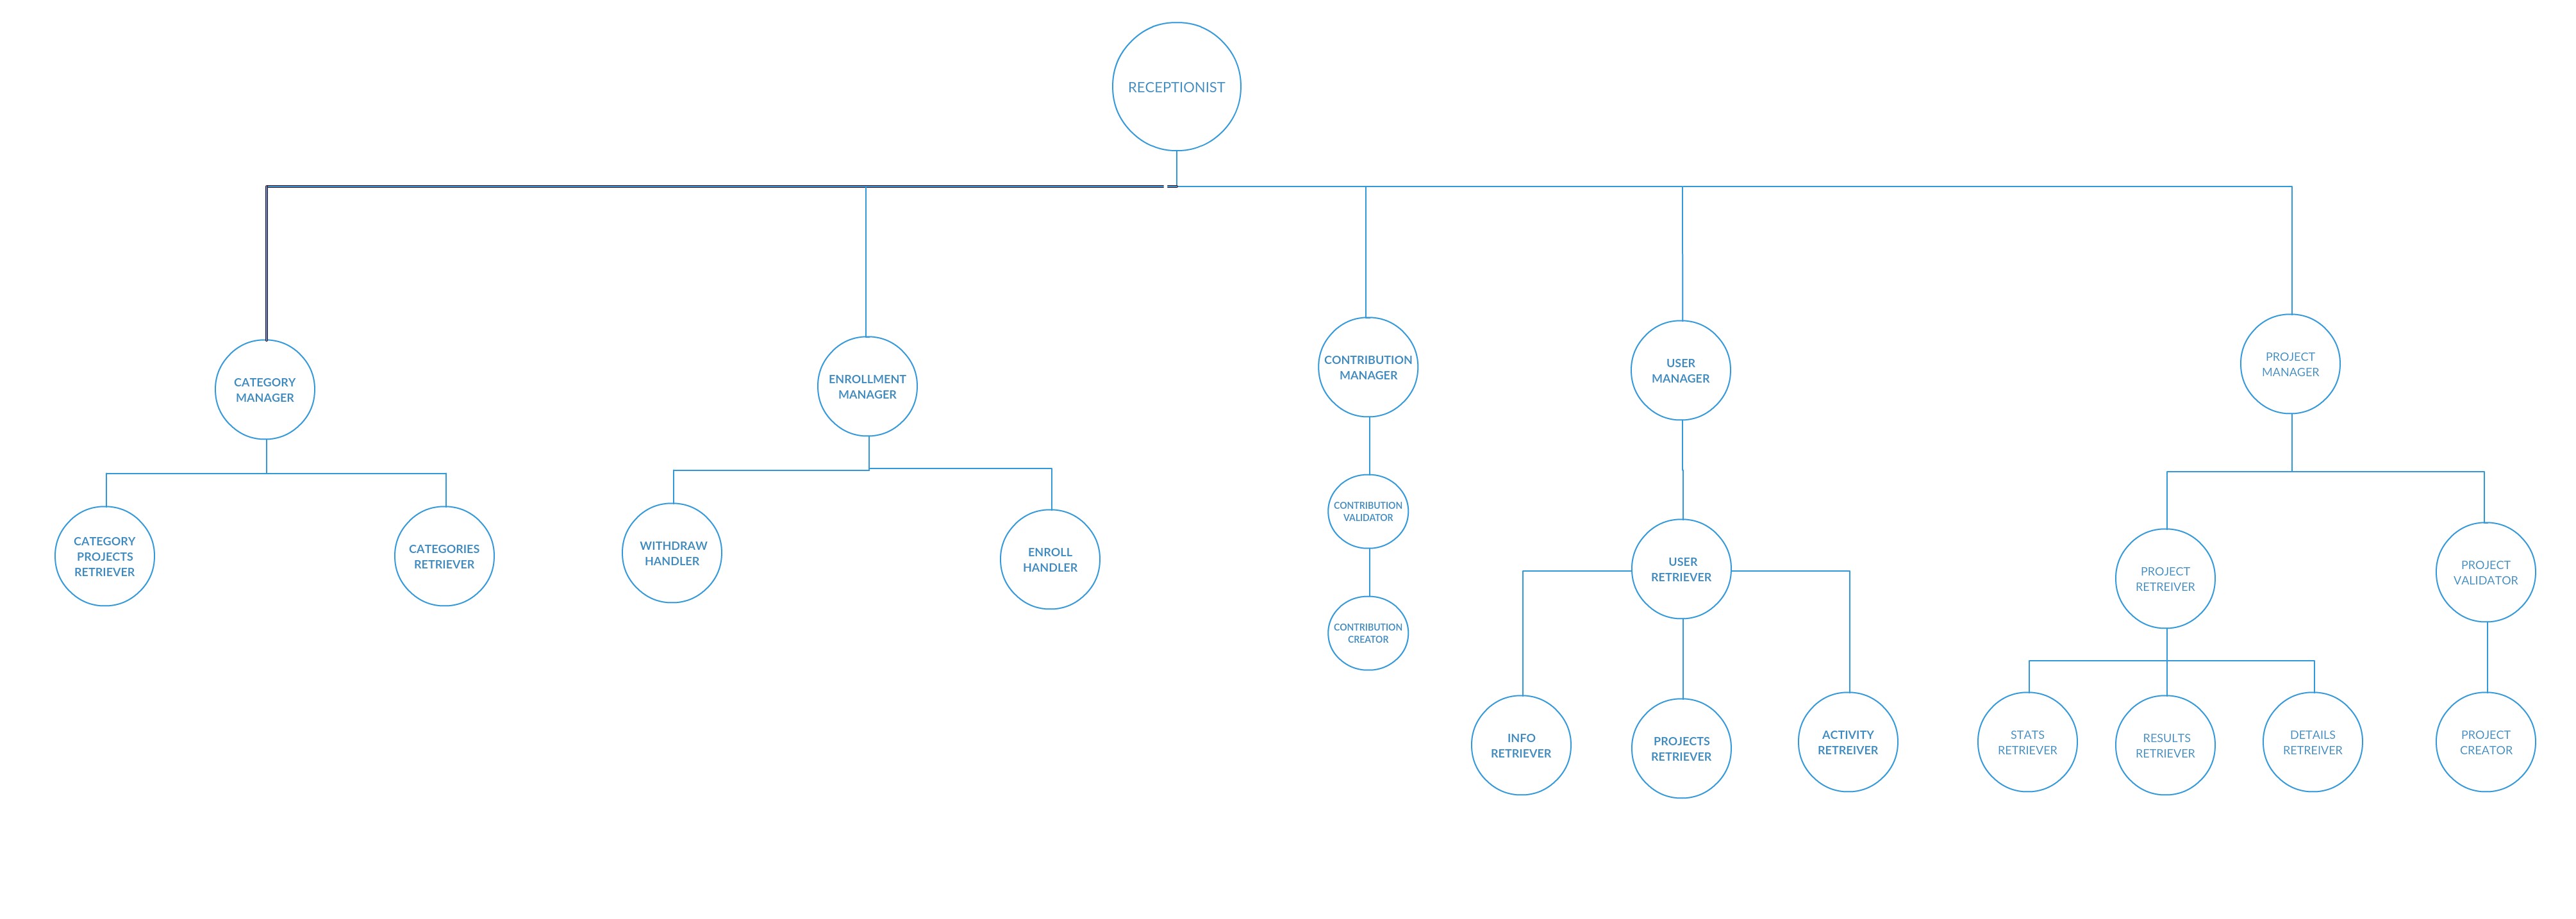 RECEPTIONIST
CATEGORY
MANAGER
ENROLLMENT
MANAGER
CONTRIBUTION
MANAGER
USER
MANAGER
PROJECT
MANAGER
CATEGORY
PROJECTS
RETRIEVER
CATEGORIES
RETRIEVER
WITHDRAW
HANDLER
ENROLL
HANDLER
CONTRIBUTION
VALIDATOR
CONTRIBUTION
CREATOR
USER
RETRIEVER
INFO
RETRIEVER
PROJECTS
RETRIEVER
ACTIVITY
RETREIVER
PROJECT
RETREIVER
PROJECT
VALIDATOR
STATS
RETRIEVER
RESULTS
RETRIEVER
DETAILS
RETREIVER
PROJECT
CREATOR